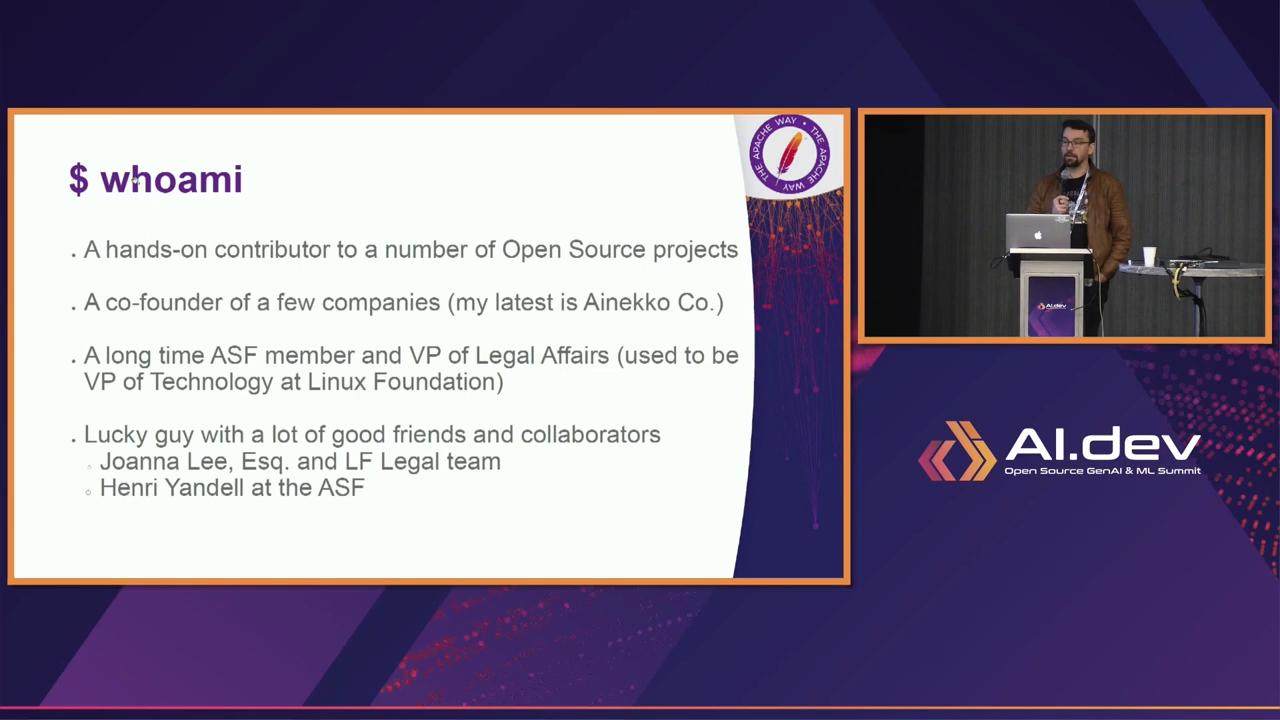 $ whoami
THE APACHE WAY • THE APACHE WAY •
. A hands-on contributor to a number of Open Source projects
. A co-founder of a few companies (my latest is Ainekko Co.)
. A long time ASF member and VP of Legal Affairs (used to be
VP of Technology at Linux Foundation)
. Lucky guy with a lot of good friends and collaborators
○ Joanna Lee, Esq. and LF Legal team
○ Henri Yandell at the ASF
AI.dev
AI.dev
Open Source GenAI & ML Summit